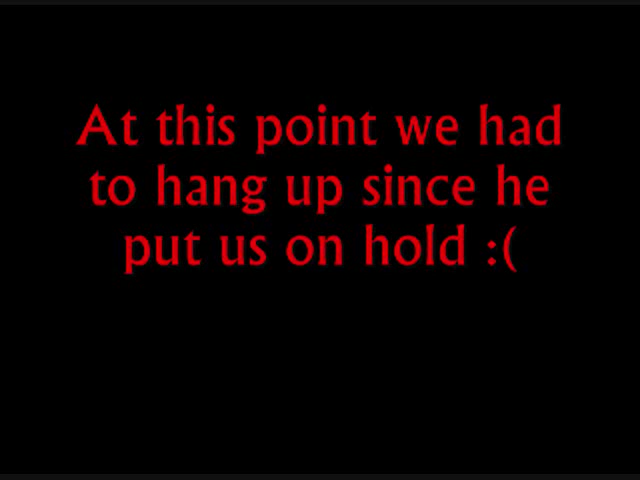 At this point we had
to hang up since he
put us on hold :(